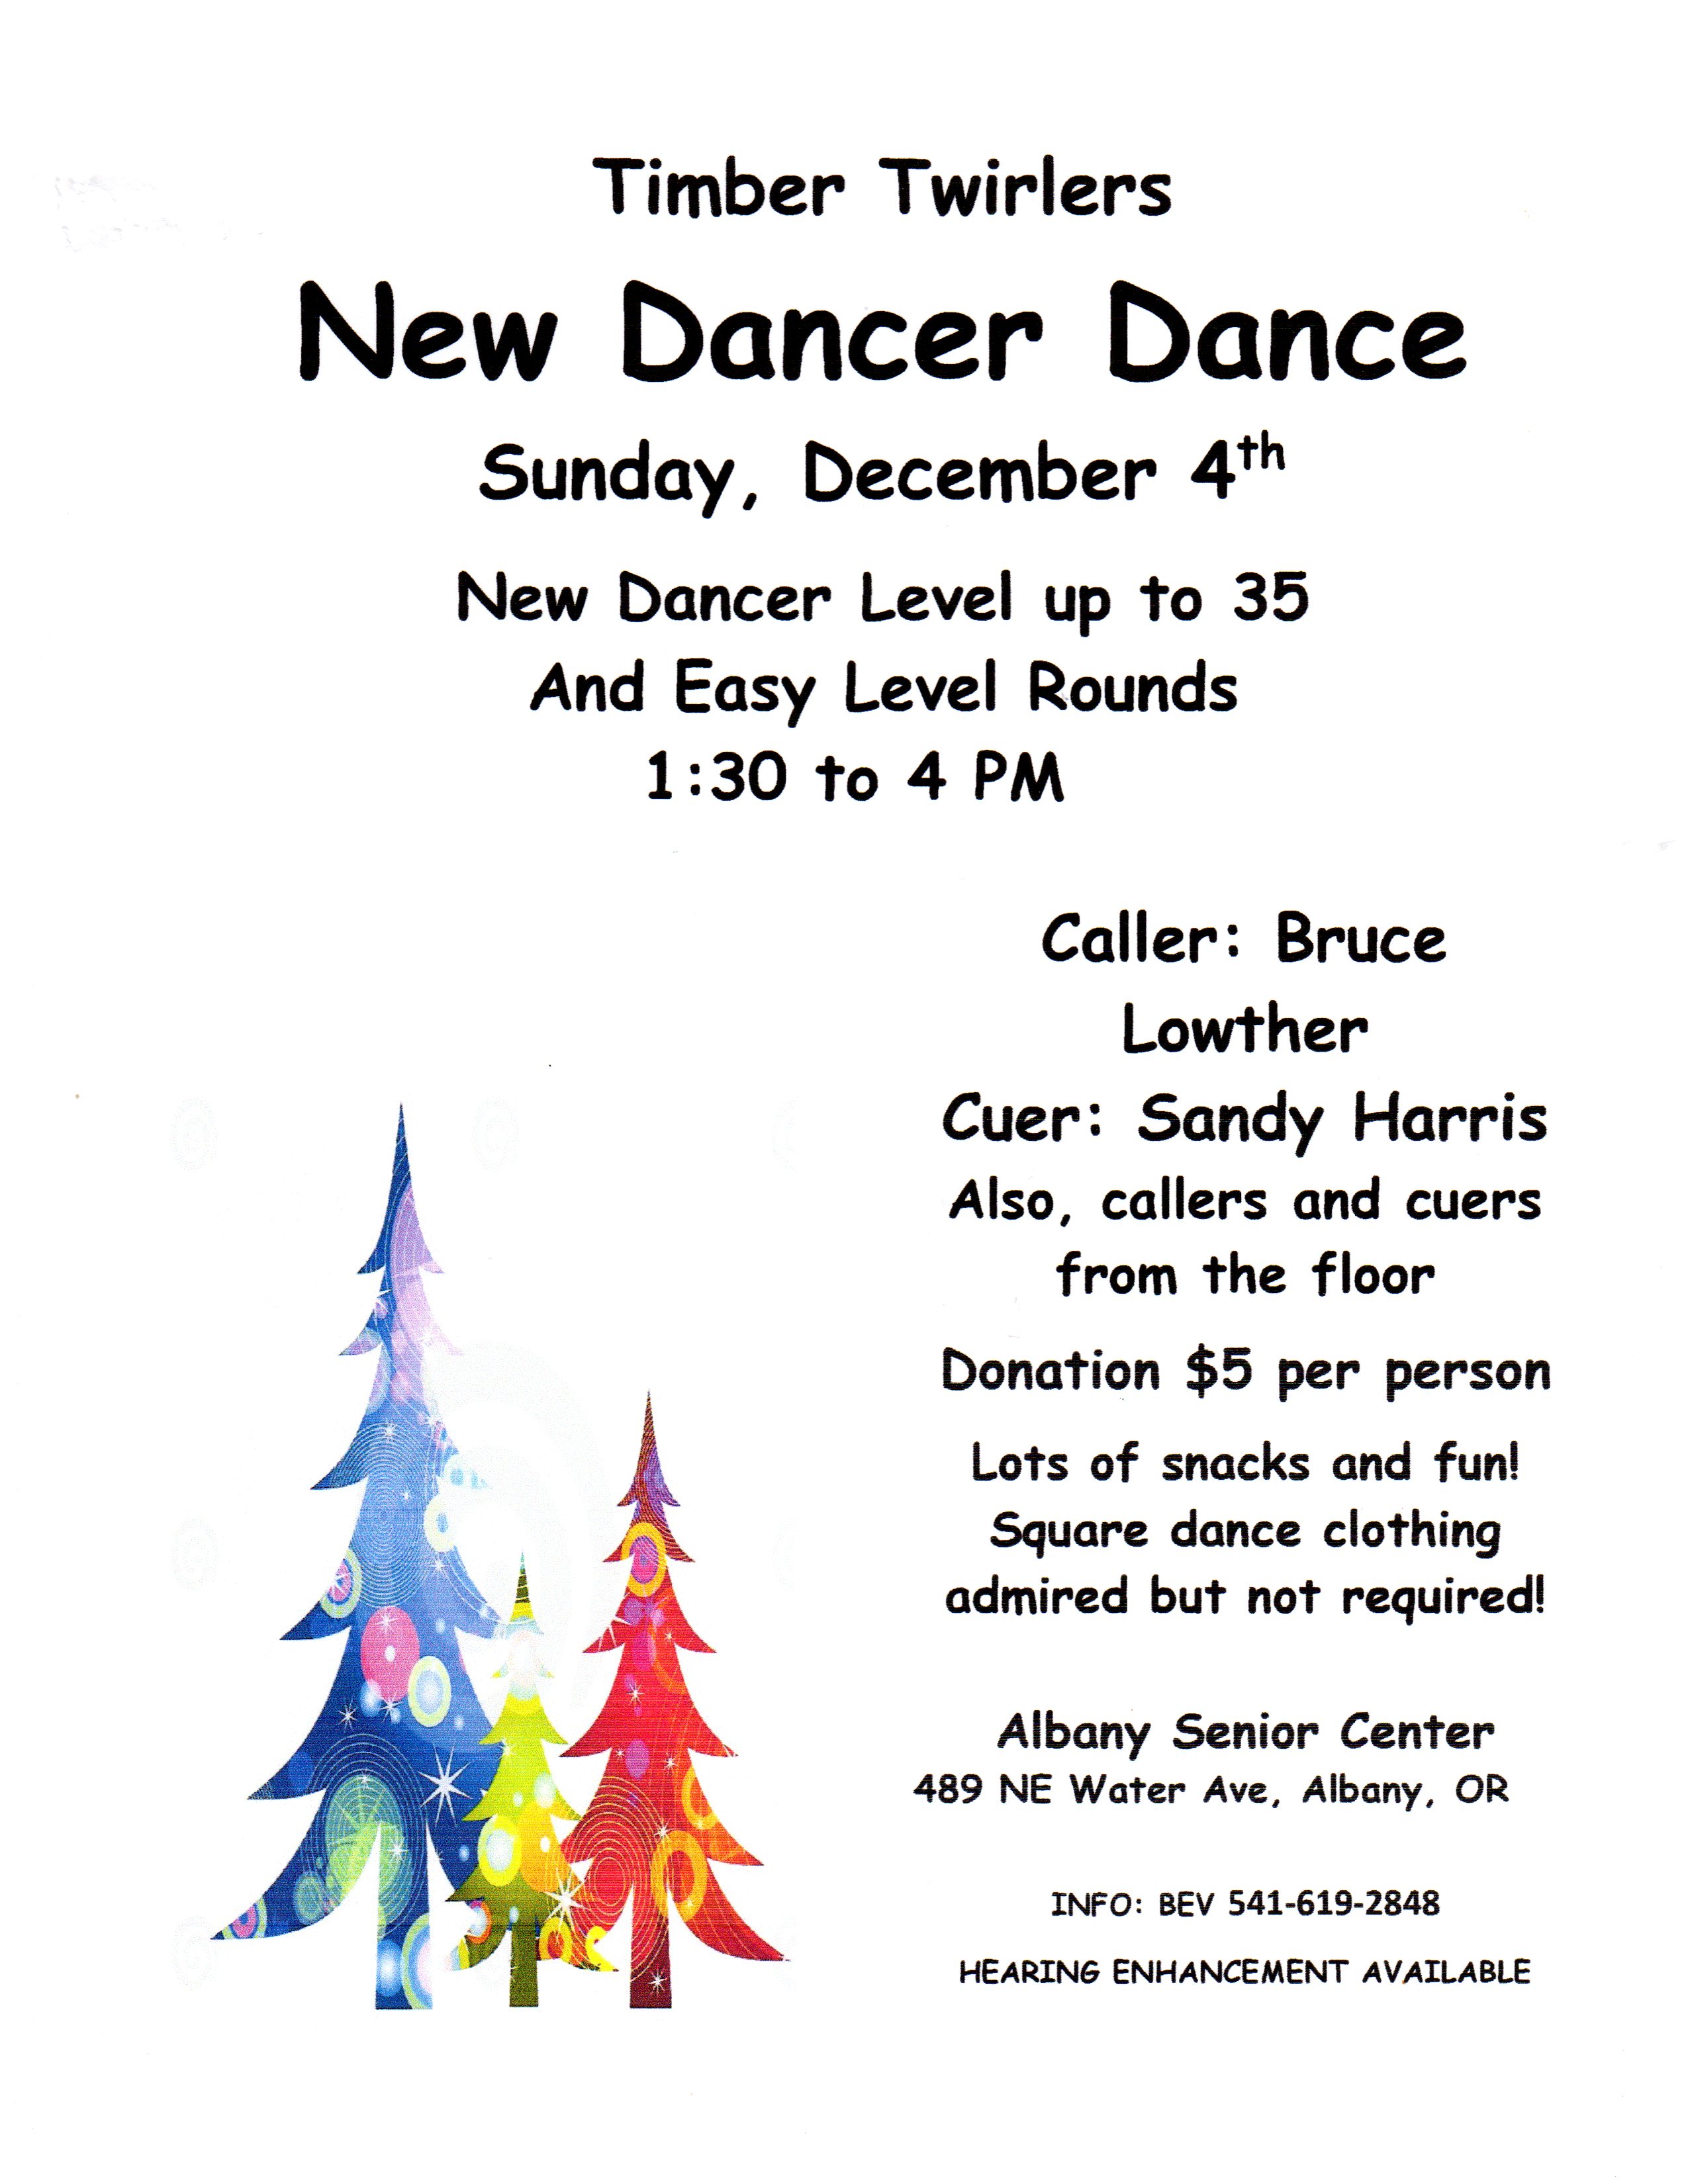 Timber Twirlers
New Dancer Dance
Sunday, December 4th
New Dancer Level up to 35
And Easy Level Rounds
1:30 to 4 PM
Caller: Bruce
Lowther
Cuer: Sandy Harris
Also, callers and cuers
from the floor
Donation $5 per person
Lots of snacks and fun!
Square dance clothing
admired but not required!
Albany Senior Center
489 NE Water Ave, Albany, OR
INFO: BEV 541-619-2848
HEARING ENHANCEMENT AVAILABLE